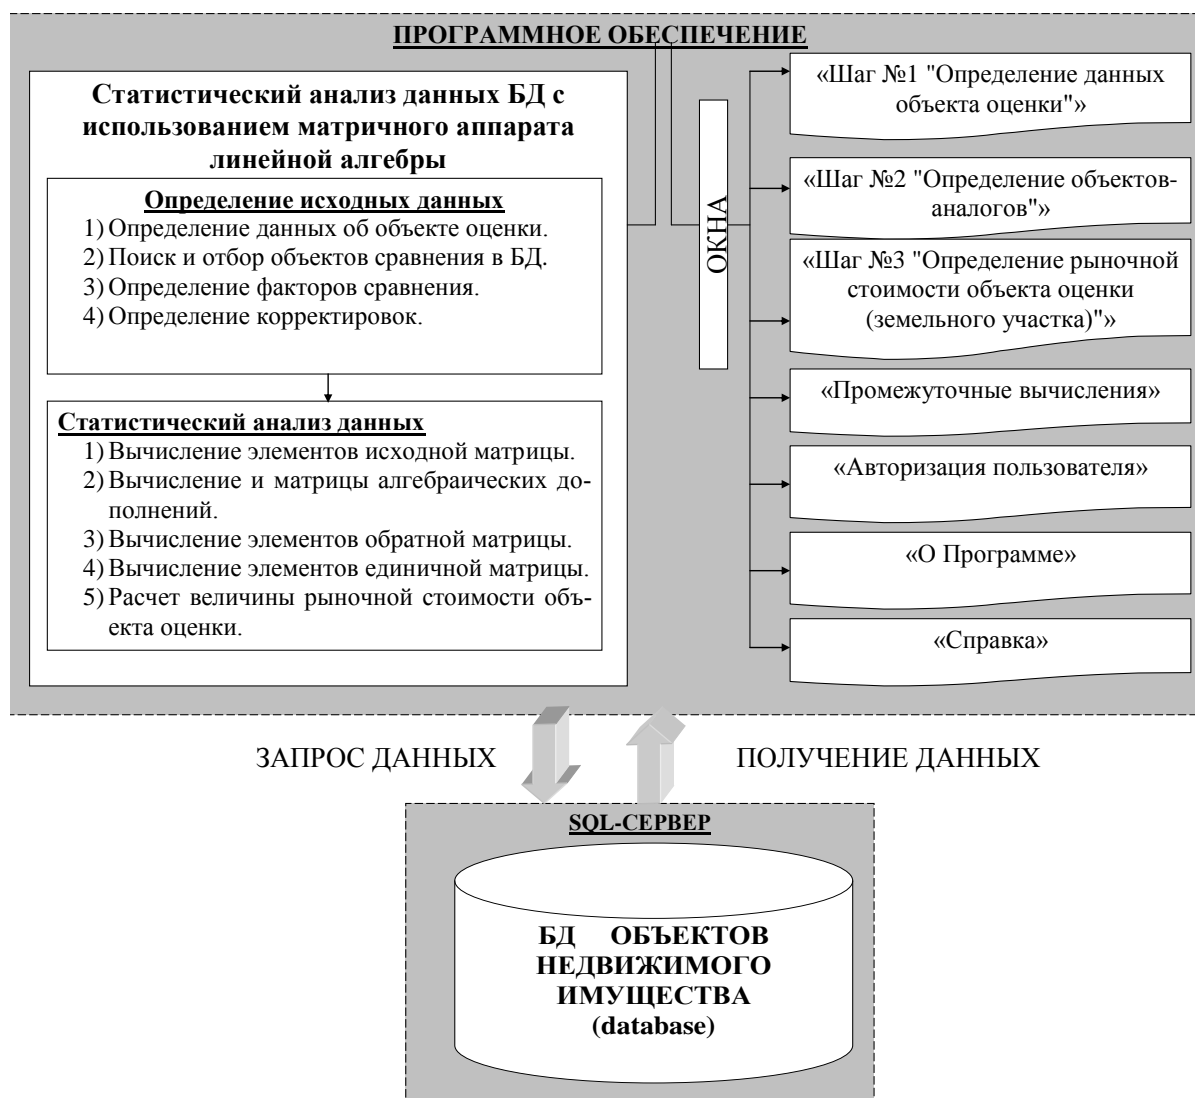 ПРОГРАММНОЕ ОБЕСПЕЧЕНИЕ
Статистический анализ данных БД с
использованием матричного аппарата
линейной алгебры
Определение исходных данных
1) Определение данных об объекте оценки.
2) Поиск и отбор объектов сравнения в БД.
3) Определение факторов сравнения.
4) Определение корректировок.
Статистический анализ данных
1) Вычисление элементов исходной матрицы.
2) Вычисление и матрицы алгебраических до-
полнений.
3) Вычисление элементов обратной матрицы.
4) Вычисление элементов единичной матрицы.
5) Расчет величины рыночной стоимости объ-
екта оценки.
ОКНА
«Шаг №1 "Определение данных
объекта оценки"»
«Шаг №2 "Определение объектов-
аналогов"»
«Шаг №3 "Определение рыночной
стоимости объекта оценки
(земельного участка)"»
«Промежуточные вычисления»
«Авторизация пользователя»
«О Программе»
«Справка»
ЗАПРОС ДАННЫХ
ПОЛУЧЕНИЕ ДАННЫХ
SQL-СЕРВЕР
БД ОБЪЕКТОВ
НЕДВИЖИМОГО
ИМУЩЕСТВА
(database)